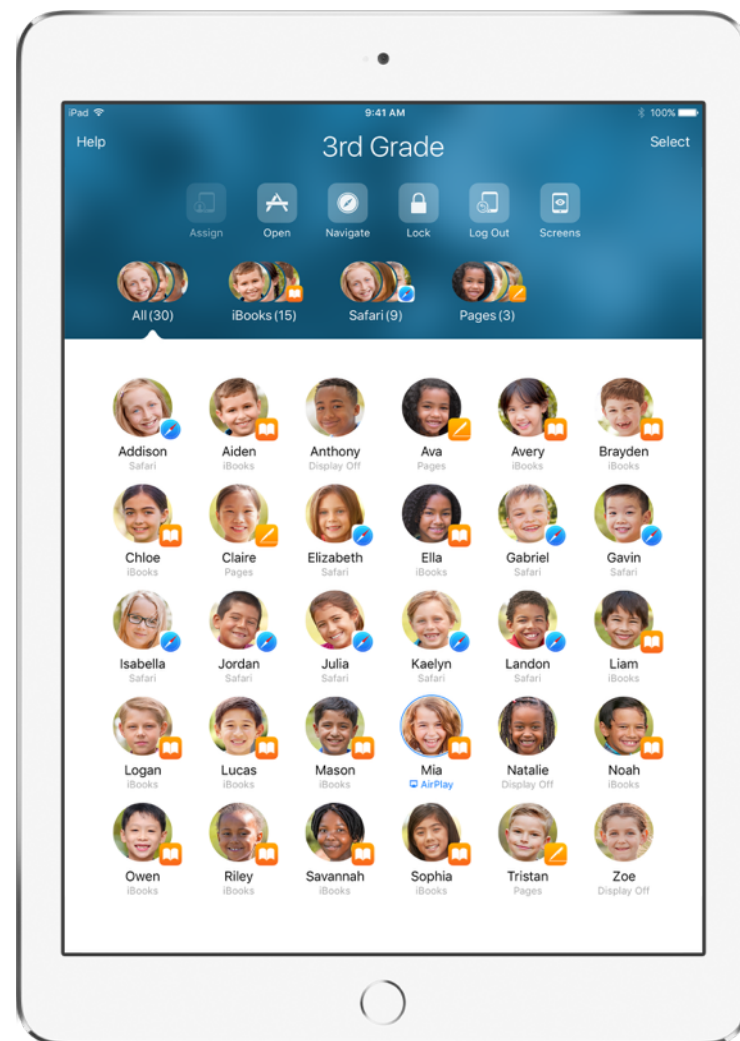 iPad 9:41 AM 100%
Help 3rd Grade Select
Assign Open Navigate Lock Log Out Screens
All (30) iBooks (15) Safari (9) Pages (3)
Addison Aiden Anthony Ava Avery Brayden
Safari iBooks Display Off Pages iBooks iBooks
Chloe Claire Elizabeth Ella Gabriel Gavin
iBooks Pages Safari iBooks Safari Safari
Isabella Jordan Julia Kaelyn Landon Liam
Safari Safari Safari Safari Safari iBooks
Logan Lucas Mason Mia Natalie Noah
iBooks iBooks iBooks AirPlay Display Off iBooks
Owen Riley Savannah Sophia Tristan Zoe
iBooks iBooks iBooks iBooks Pages Display Off